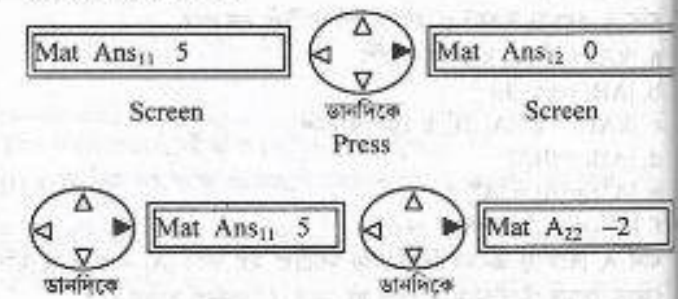 Mat Ans₁₁ 5 Mat Ans₁₂ 0
Screen ডানদিকে Screen
Press
Mat Ans₁₁ 5 Mat A₂₂ –2
ডানদিকে ডানদিকে